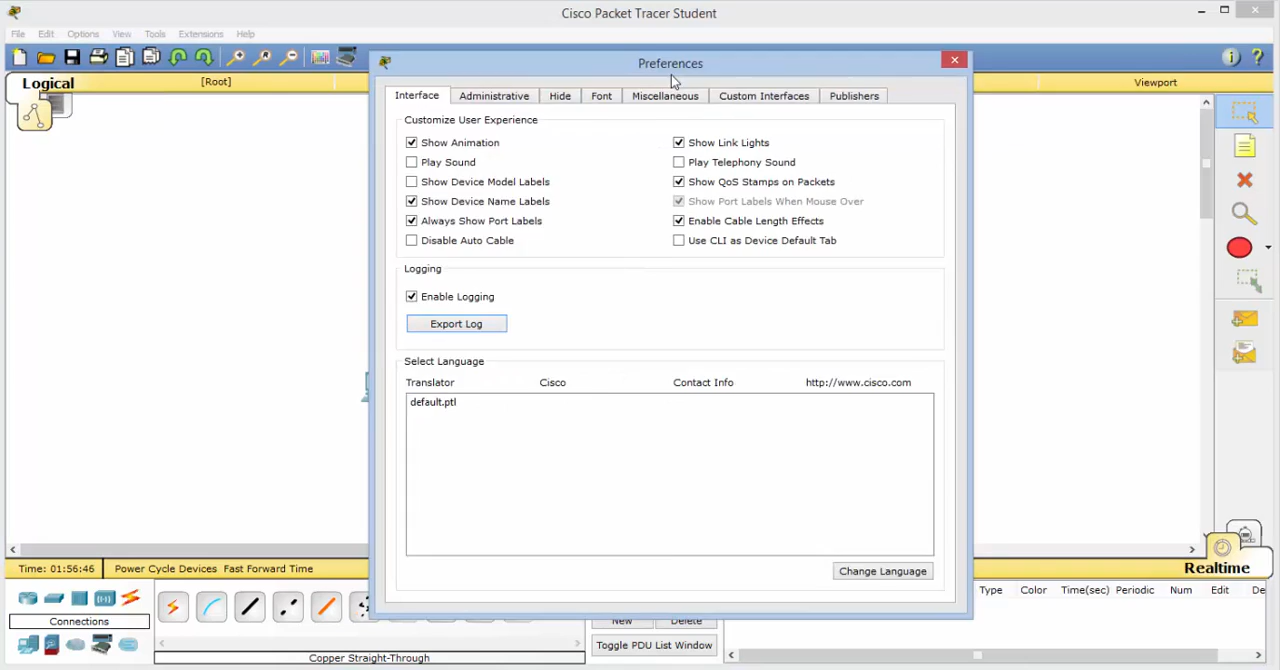 Cisco Packet Tracer Student
File Edit Options View Tools Extensions Help
Logical
[Root]
Viewport
Preferences
Interface Administrative Hide Font Miscellaneous Custom Interfaces Publishers
Customize User Experience
Show Animation
Show Link Lights
Play Sound
Play Telephony Sound
Show Device Model Labels
Show QoS Stamps on Packets
Show Device Name Labels
Show Port Labels When Mouse Over
Always Show Port Labels
Enable Cable Length Effects
Disable Auto Cable
Use CLI as Device Default Tab
Logging
Enable Logging
Export Log
Select Language
Translator Cisco Contact Info http://www.cisco.com
default.ptl
Change Language
Time: 01:56:46 Power Cycle Devices Fast Forward Time
Realtime
Type Color Time(sec) Periodic Num Edit De
Connections
New Delete
Toggle PDU List Window
Copper Straight-Through